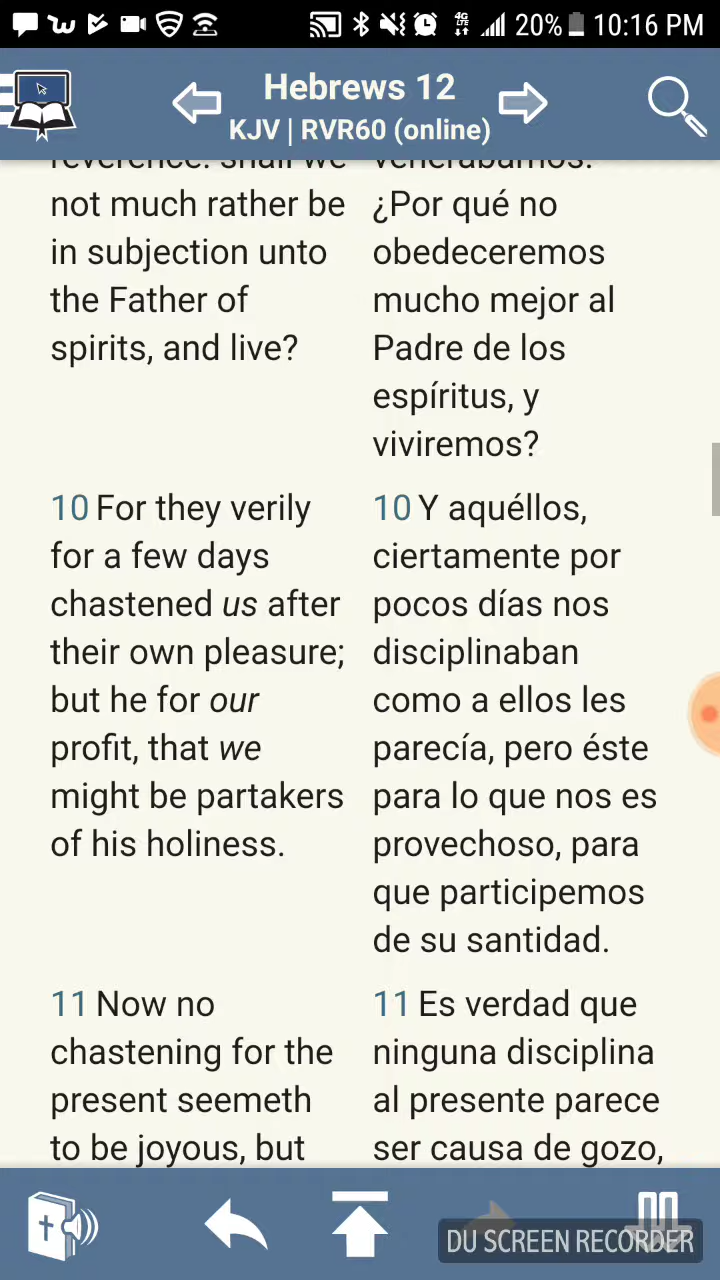 20% 10:16 PM
Hebrews 12
KJV | RVR60 (online)
reverence: shall we
not much rather be
in subjection unto
the Father of
spirits, and live?
10 For they verily
for a few days
chastened us after
their own pleasure;
but he for our
profit, that we
might be partakers
of his holiness.
11 Now no
chastening for the
present seemeth
to be joyous, but
venerábamos.
¿Por qué no
obedeceremos
mucho mejor al
Padre de los
espíritus, y
viviremos?
10 Y aquéllos,
ciertamente por
pocos días nos
disciplinaban
como a ellos les
parecía, pero éste
para lo que nos es
provechoso, para
que participemos
de su santidad.
11 Es verdad que
ninguna disciplina
al presente parece
ser causa de gozo,
DU SCREEN RECORDER